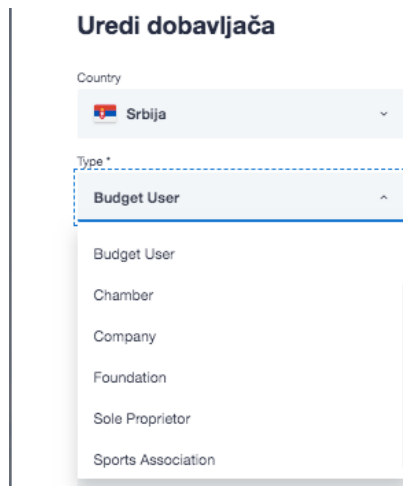 Uredi dobavljača
Country
Srbija
Type *
Budget User
Budget User
Chamber
Company
Foundation
Sole Proprietor
Sports Association